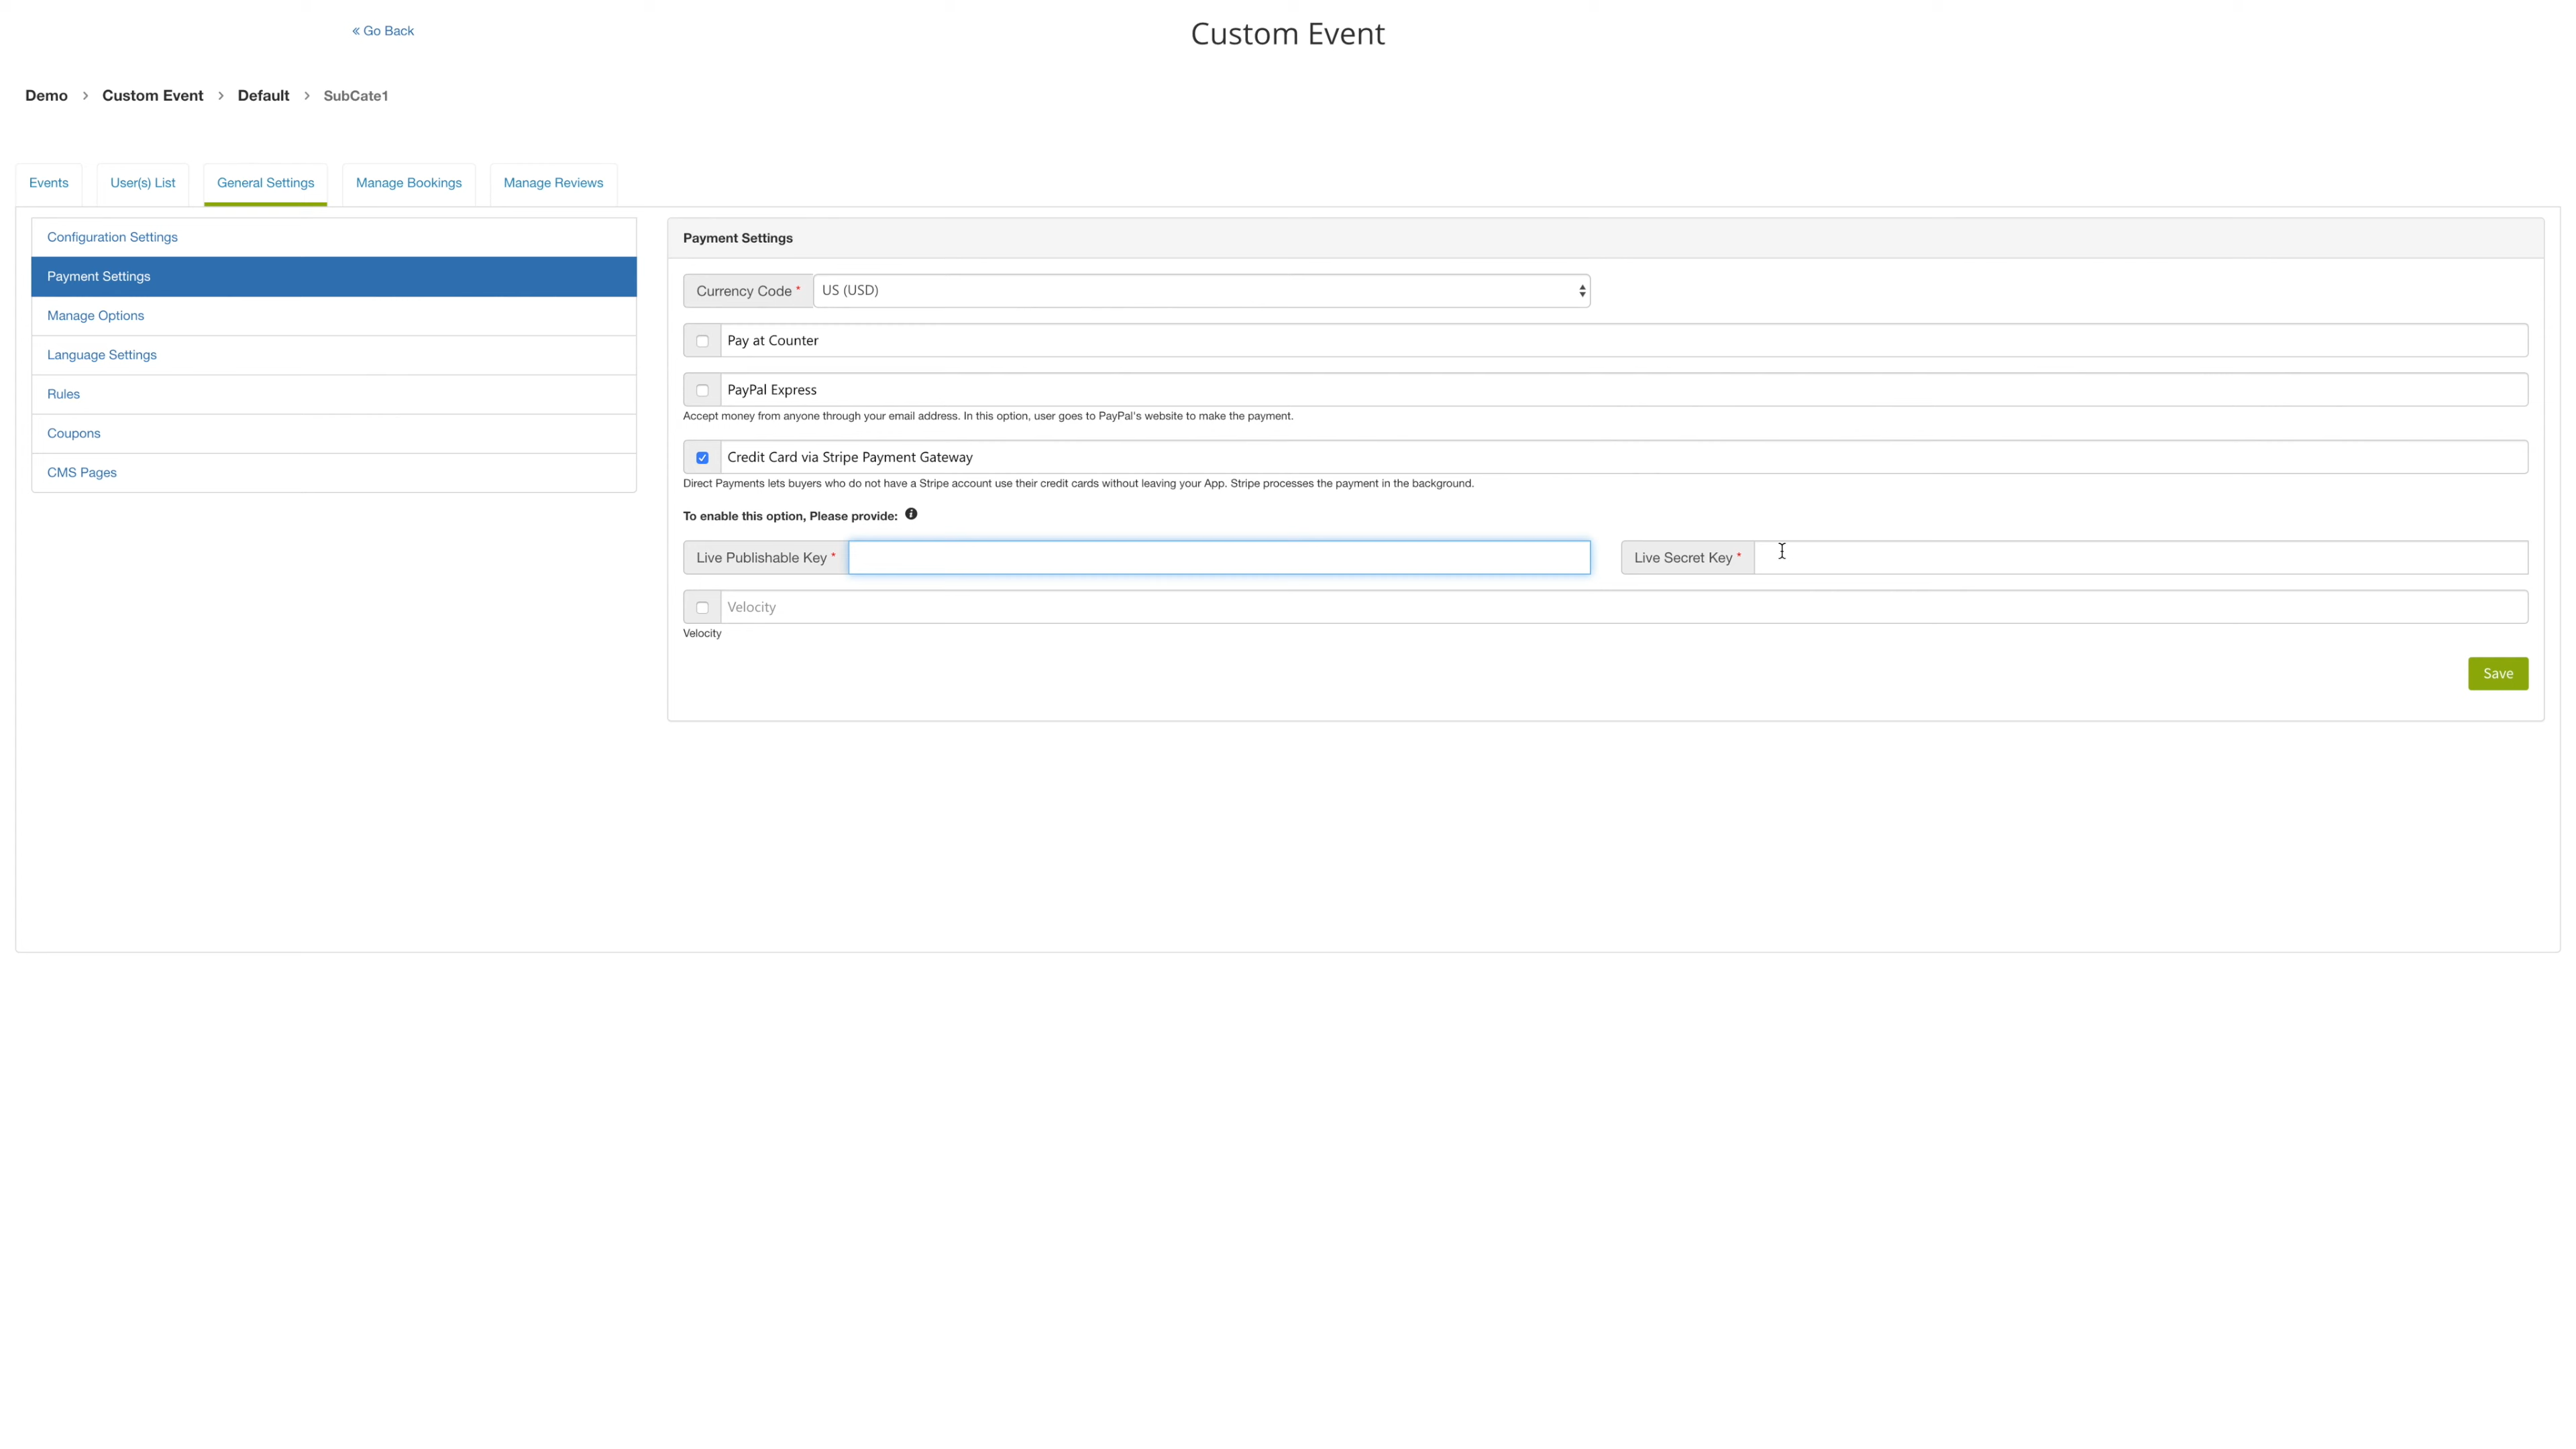 « Go Back
Custom Event
Demo > Custom Event > Default > SubCate1
Events User(s) List General Settings Manage Bookings Manage Reviews
Configuration Settings
Payment Settings
Manage Options
Language Settings
Rules
Coupons
CMS Pages
Payment Settings
Currency Code * US (USD)
Pay at Counter
PayPal Express
Accept money from anyone through your email address. In this option, user goes to PayPal's website to make the payment.
Credit Card via Stripe Payment Gateway
Direct Payments lets buyers who do not have a Stripe account use their credit cards without leaving your App. Stripe processes the payment in the background.
To enable this option, Please provide:
Live Publishable Key * Live Secret Key *
Velocity
Velocity
Save